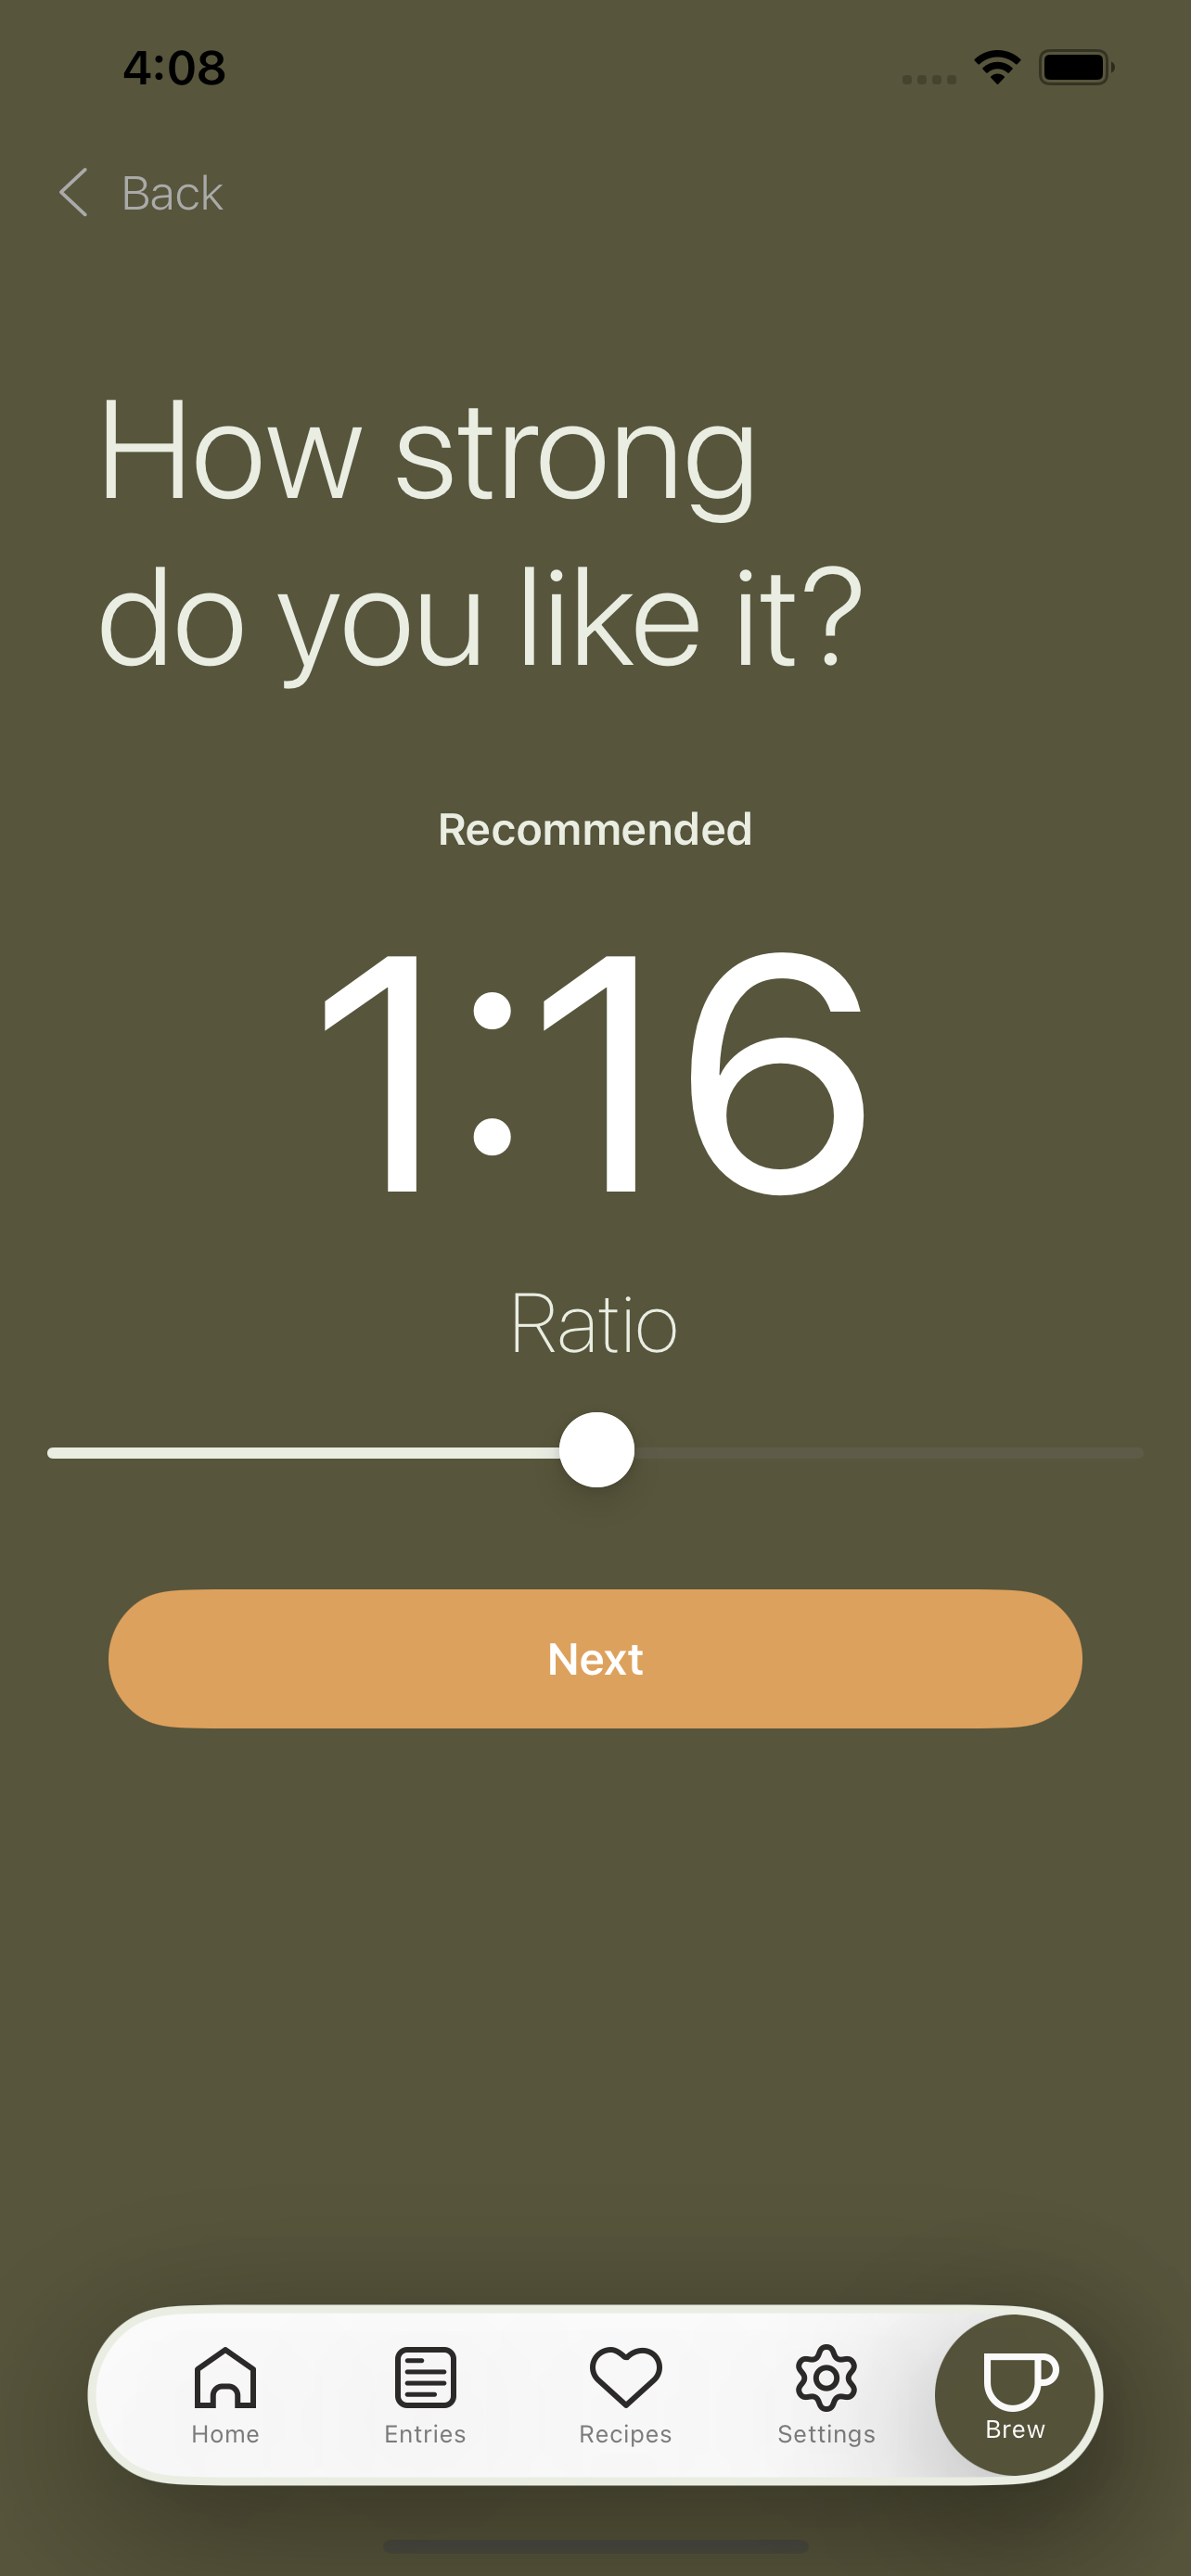 4:08
Back
How strong
do you like it?
Recommended
1:16
Ratio
Next
Home
Entries
Recipes
Settings
Brew